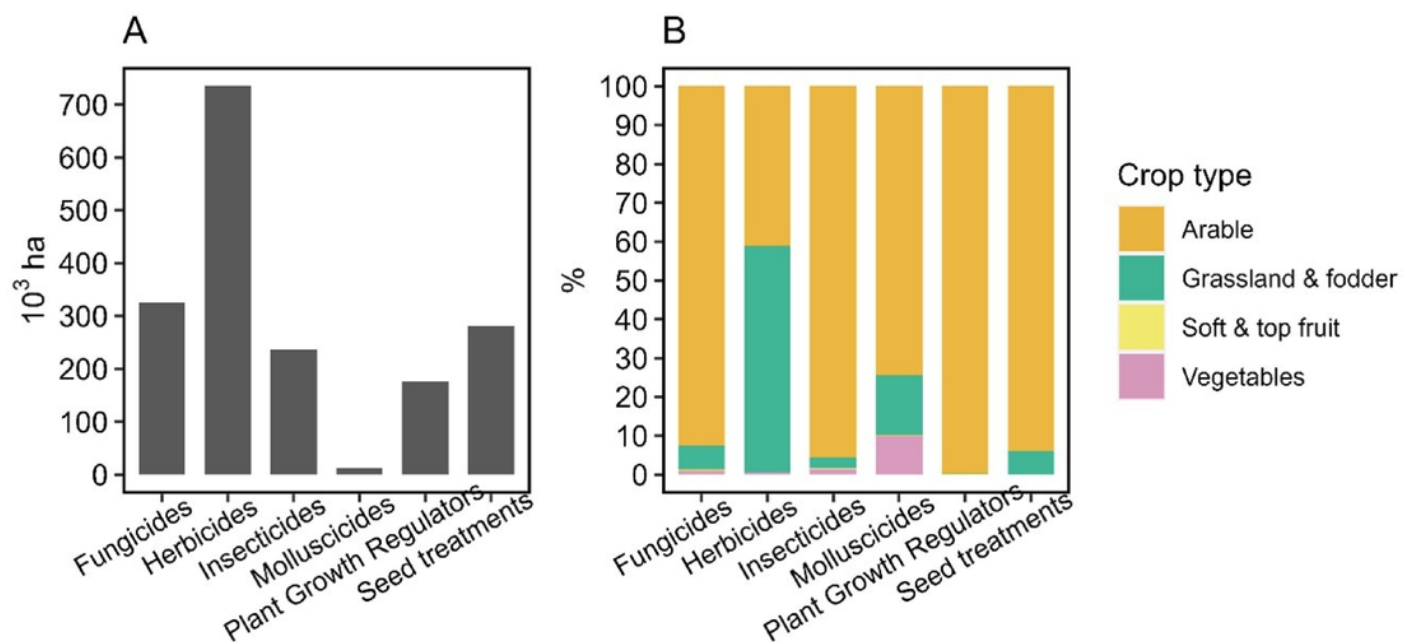 A
700
600
500
400
300
200
100
0
10³ ha
Fungicides
Herbicides
Insecticides
Molluscicides
Plant Growth Regulators
Seed treatments
B
100
90
80
70
60
50
40
30
20
10
0
%
Fungicides
Herbicides
Insecticides
Molluscicides
Plant Growth Regulators
Seed treatments
Crop type
Arable
Grassland & fodder
Soft & top fruit
Vegetables